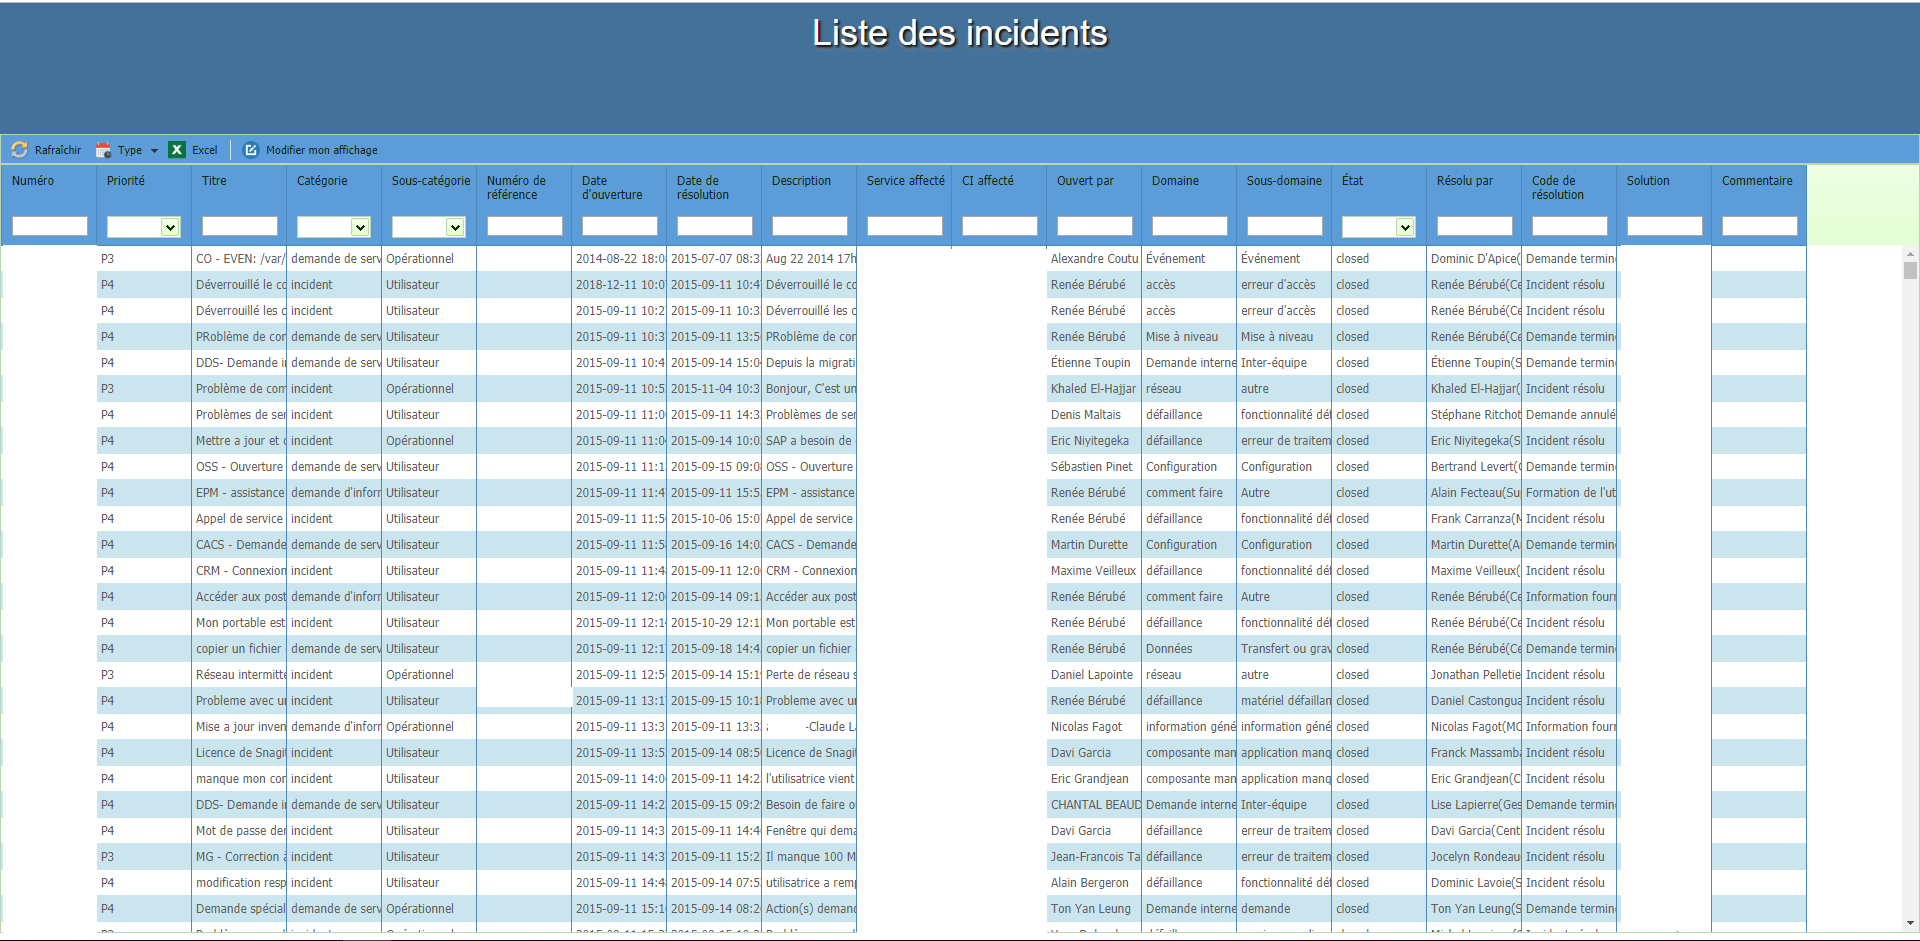 Liste des incidents
Rafraîchir Type Excel Modifier mon affichage
Numéro Priorité Titre Catégorie Sous-catégorie Numéro de référence Date d'ouverture Date de résolution Description Service affecté CI affecté Ouvert par Domaine Sous-domaine État Résolu par Code de résolution Solution Commentaire
P3 CO - EVEN: /var/ demande de serv Opérationnel 2014-08-22 18:0 2015-07-07 08:3 Aug 22 2014 17h Alexandre Coutu Événement Événement closed Dominic D'Apice( Demande termin
P4 Déverrouillé le co incident Utilisateur 2018-12-11 10:0 2015-09-11 10:4 Déverrouillé le co Renée Bérubé accès erreur d'accès closed Renée Bérubé(Ce Incident résolu
P4 Déverrouillé les c incident Utilisateur 2015-09-11 10:2 2015-09-11 10:3 Déverrouillé les c Renée Bérubé accès erreur d'accès closed Renée Bérubé(Ce Incident résolu
P4 PRoblème de con demande de serv Utilisateur 2015-09-11 10:3 2015-09-11 13:5 PRoblème de con Renée Bérubé Mise à niveau Mise à niveau closed Renée Bérubé(Ce Demande termin
P4 DDS- Demande i demande de serv Utilisateur 2015-09-11 10:4 2015-09-14 15:0 Depuis la migrati Étienne Toupin Demande interne Inter-équipe closed Étienne Toupin(S Demande termin
P3 Problème de com incident Opérationnel 2015-09-11 10:5 2015-11-04 10:3 Bonjour, C'est un Khaled El-Hajjar réseau autre closed Khaled El-Hajjar( Incident résolu
P4 Problèmes de ser incident Utilisateur 2015-09-11 11:0 2015-09-11 14:3 Problèmes de ser Denis Maltais défaillance fonctionnalité déf closed Stéphane Ritchot Demande annulé
P4 Mettre a jour et incident Opérationnel 2015-09-11 11:0 2015-09-14 10:0 SAP a besoin de Eric Niyitegeka défaillance erreur de traitem closed Eric Niyitegeka(S Incident résolu
P4 OSS - Ouverture demande de serv Utilisateur 2015-09-11 11:1 2015-09-15 09:0 OSS - Ouverture Sébastien Pinet Configuration Configuration closed Bertrand Levert( Demande termin
P4 EPM - assistance demande d'inforr Utilisateur 2015-09-11 11:4 2015-09-11 15:5 EPM - assistance Renée Bérubé comment faire Autre closed Alain Fecteau(Su Formation de l'ut
P4 Appel de service incident Utilisateur 2015-09-11 11:5 2015-10-06 15:0 Appel de service Renée Bérubé défaillance fonctionnalité déf closed Frank Carranza(M Incident résolu
P4 CACS - Demande demande de serv Utilisateur 2015-09-11 11:5 2015-09-16 14:0 CACS - Demande Martin Durette Configuration Configuration closed Martin Durette(A Demande termin
P4 CRM - Connexion incident Utilisateur 2015-09-11 11:4 2015-09-11 12:0 CRM - Connexion Maxime Veilleux défaillance fonctionnalité déf closed Maxime Veilleux( Incident résolu
P4 Accéder aux post demande d'inforr Utilisateur 2015-09-11 12:0 2015-09-14 09:1 Accéder aux post Renée Bérubé comment faire Autre closed Renée Bérubé(Ce Information fourr
P4 Mon portable est incident Utilisateur 2015-09-11 12:1 2015-10-29 12:1 Mon portable est Renée Bérubé défaillance fonctionnalité déf closed Renée Bérubé(Ce Incident résolu
P4 copier un fichier demande de serv Utilisateur 2015-09-11 12:1 2015-09-18 14:4 copier un fichier Renée Bérubé Données Transfert ou grav closed Renée Bérubé(Ce Demande termin
P3 Réseau intermitte incident Opérationnel 2015-09-11 12:5 2015-09-14 15:1 Perte de réseau s Daniel Lapointe réseau autre closed Jonathan Pelletie Incident résolu
P4 Probleme avec un incident Utilisateur 2015-09-11 13:1 2015-09-15 10:1 Probleme avec un Renée Bérubé défaillance matériel défaillan closed Daniel Castongua Incident résolu
P4 Mise a jour inven demande d'inforr Opérationnel 2015-09-11 13:3 2015-09-11 13:3 -Claude La Nicolas Fagot information géné information géné closed Nicolas Fagot(MC Information fourr
P4 Licence de Snagit incident Utilisateur 2015-09-11 13:5 2015-09-14 08:5 Licence de Snagit Davi Garcia composante man application manq closed Franck Massamba Incident résolu
P4 manque mon cor incident Utilisateur 2015-09-11 14:0 2015-09-11 14:2 l'utilisatrice vient Eric Grandjean composante man application manq closed Eric Grandjean(C Incident résolu
P4 DDS- Demande i demande de serv Utilisateur 2015-09-11 14:2 2015-09-15 09:2 Besoin de faire o CHANTAL BEAUD Demande interne Inter-équipe closed Lise Lapierre(Ges Demande termin
P4 Mot de passe der incident Utilisateur 2015-09-11 14:3 2015-09-11 14:4 Fenêtre qui dema Davi Garcia défaillance erreur de traitem closed Davi Garcia(Cent Incident résolu
P3 MG - Correction à incident Utilisateur 2015-09-11 14:3 2015-09-11 15:2 Il manque 100 M Jean-Francois Ta défaillance erreur de traitem closed Jocelyn Rondeau Incident résolu
P4 modification resp incident Utilisateur 2015-09-11 14:4 2015-09-14 07:5 utilisatrice a remp Alain Bergeron défaillance fonctionnalité déf closed Dominic Lavoie(S Incident résolu
P4 Demande spécial demande de serv Opérationnel 2015-09-11 15:1 2015-09-14 08:2 Action(s) demanc Ton Yan Leung Demande interne demande closed Ton Yan Leung(S Demande termin